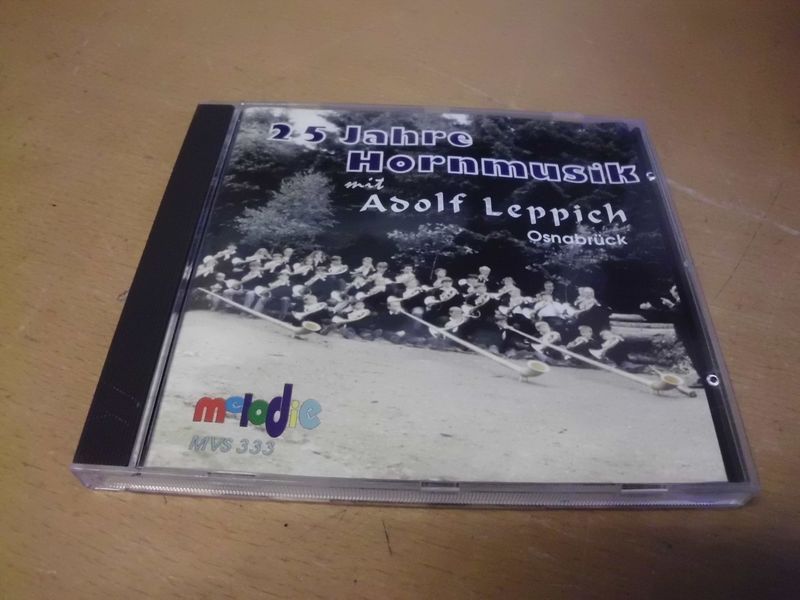 25 Jahre
Hornmusik
mit
Adolf Leppich
Osnabrück
melodie
MVS 333